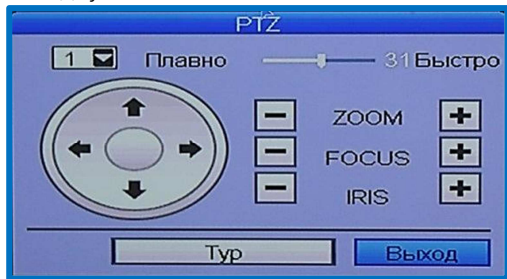 PTZ
1 Плавно 31 Быстро
− ZOOM +
− FOCUS +
− IRIS +
Тур Выход